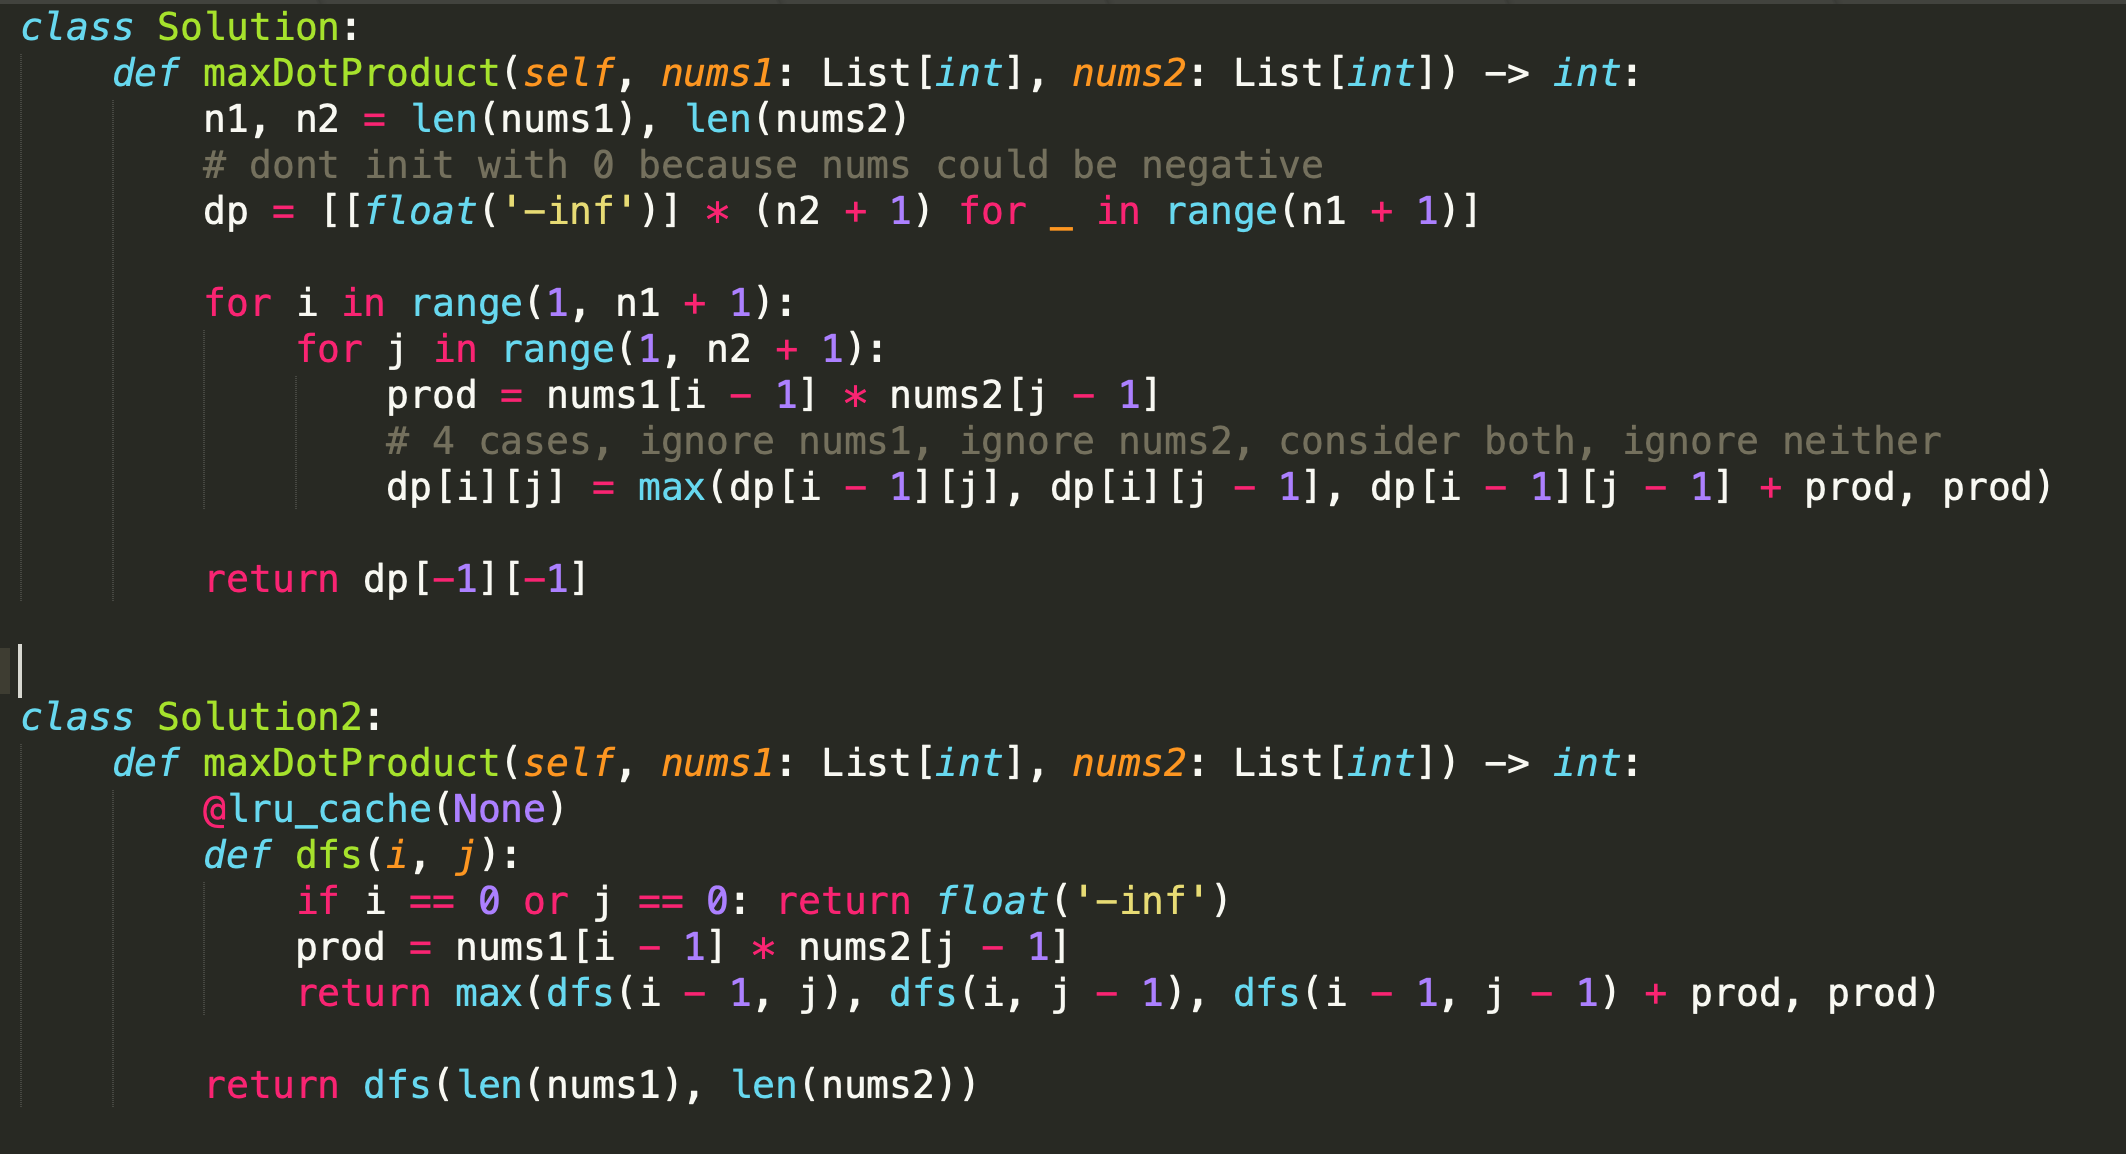 class Solution:
    def maxDotProduct(self, nums1: List[int], nums2: List[int]) -> int:
        n1, n2 = len(nums1), len(nums2)
        # dont init with 0 because nums could be negative
        dp = [[float('-inf')] * (n2 + 1) for _ in range(n1 + 1)]

        for i in range(1, n1 + 1):
            for j in range(1, n2 + 1):
                prod = nums1[i - 1] * nums2[j - 1]
                # 4 cases, ignore nums1, ignore nums2, consider both, ignore neither
                dp[i][j] = max(dp[i - 1][j], dp[i][j - 1], dp[i - 1][j - 1] + prod, prod)

        return dp[-1][-1]


class Solution2:
    def maxDotProduct(self, nums1: List[int], nums2: List[int]) -> int:
        @lru_cache(None)
        def dfs(i, j):
            if i == 0 or j == 0: return float('-inf')
            prod = nums1[i - 1] * nums2[j - 1]
            return max(dfs(i - 1, j), dfs(i, j - 1), dfs(i - 1, j - 1) + prod, prod)

        return dfs(len(nums1), len(nums2))